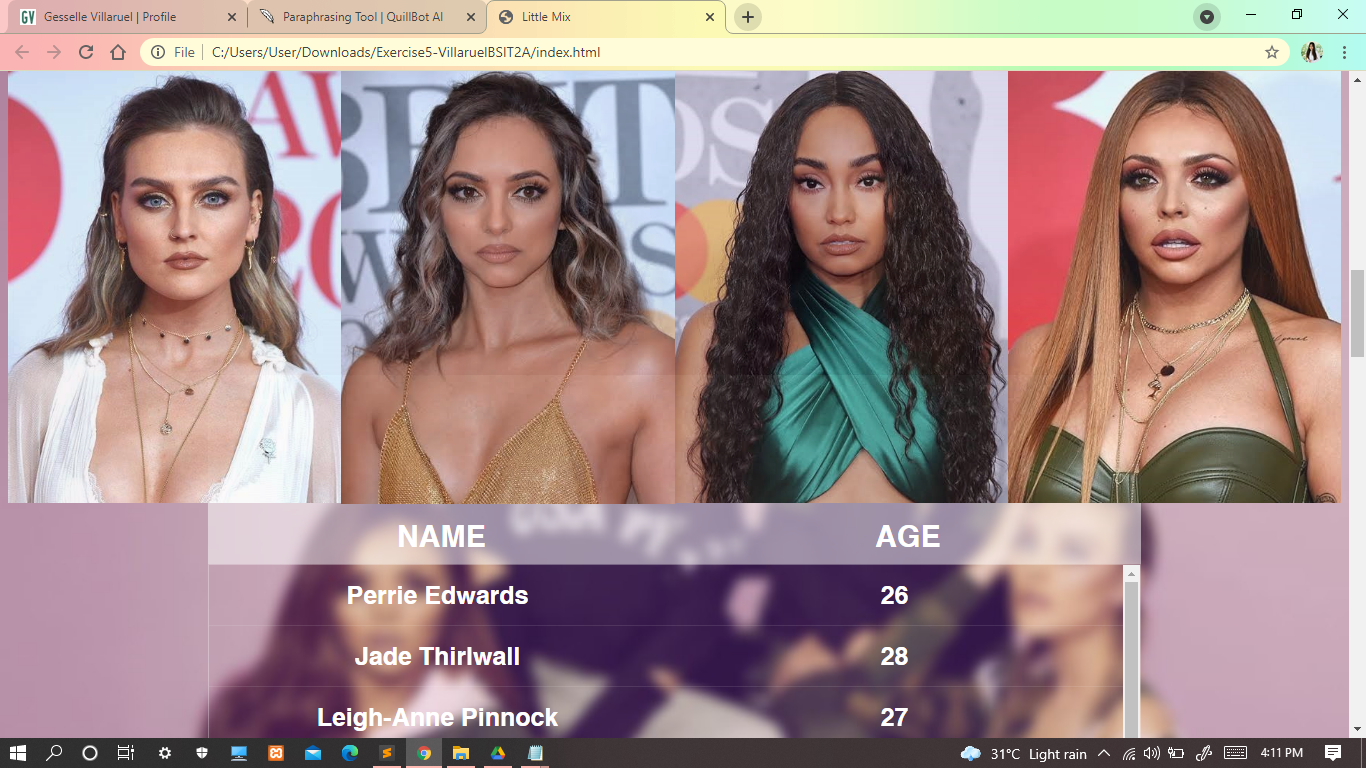 GV Gesselle Villaruel | Profile
Paraphrasing Tool | QuillBot AI
Little Mix
File
C:/Users/User/Downloads/Exercise5-VillaruelBSIT2A/index.html
NAME AGE
Perrie Edwards 26
Jade Thirlwall 28
Leigh-Anne Pinnock 27
31°C Light rain
4:11 PM